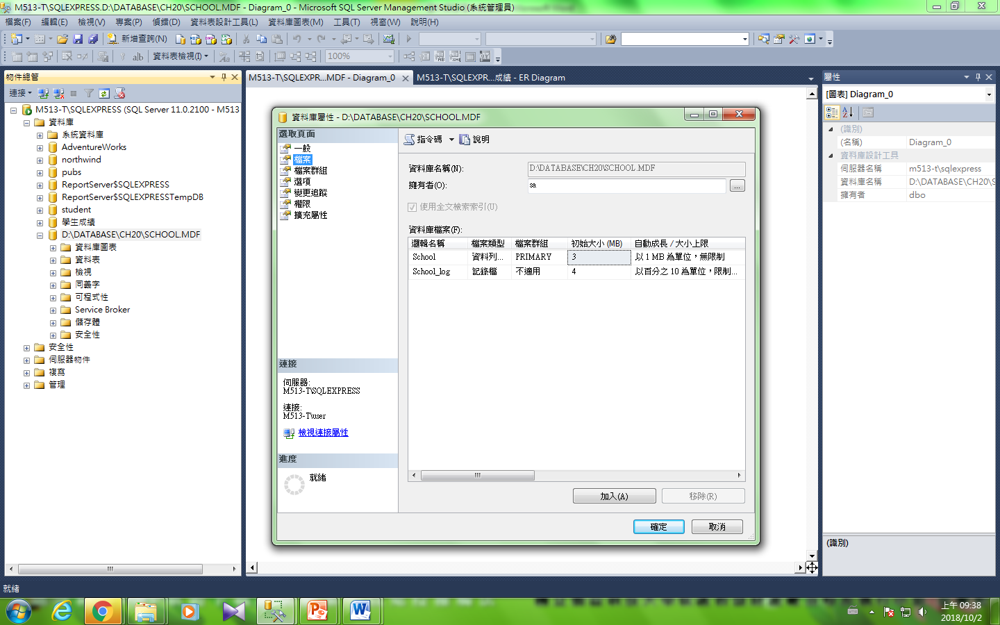 M513-T\SQLEXPRESS.D:\DATABASE\CH20\SCHOOL.MDF - Diagram_0 - Microsoft SQL Server Management Studio (系統管理員)
檔案(F) 編輯(E) 檢視(V) 專案(P) 偵錯(D) 資料表設計工具(L) 資料庫圖表(M) 工具(T) 視窗(W) 說明(H)
新增查詢(N)
資料表檢視(I)
100%
物件總管
連接
M513-T\SQLEXPRESS (SQL Server 11.0.2100 - M513
資料庫
系統資料庫
AdventureWorks
northwind
pubs
ReportServer$SQLEXPRESS
ReportServer$SQLEXPRESSTempDB
student
學生成績
D:\DATABASE\CH20\SCHOOL.MDF
資料庫圖表
資料表
檢視
同義字
可程式性
Service Broker
儲存體
安全性
安全性
伺服器物件
複寫
管理
M513-T\SQLEXPR...MDF - Diagram_0
M513-T\SQLEXPR...成績 - ER Diagram
資料庫屬性 - D:\DATABASE\CH20\SCHOOL.MDF
選取頁面
一般
檔案
檔案群組
選項
變更追蹤
權限
擴充屬性
連接
伺服器:
M513-T\SQLEXPRESS
連接:
M513-T\user
檢視連接屬性
進度
就緒
指令碼 說明
資料庫名稱(N): D:\DATABASE\CH20\SCHOOL.MDF
擁有者(O): sa ...
使用全文檢索索引(U)
資料庫檔案(F):
邏輯名稱 檔案類型 檔案群組 初始大小 (MB) 自動成長 / 大小上限
School 資料列... PRIMARY 3 以 1 MB 為單位，無限制
School_log 記錄檔 不適用 4 以百分之 10 為單位，限制...
加入(A) 移除(R)
確定 取消
屬性
[圖表] Diagram_0
(識別)
(名稱) Diagram_0
資料庫設計工具
伺服器名稱 m513-t\sqlexpress
資料庫名稱 D:\DATABASE\CH20\S
擁有者 dbo
(識別)
就緒
上午 09:38
2018/10/2